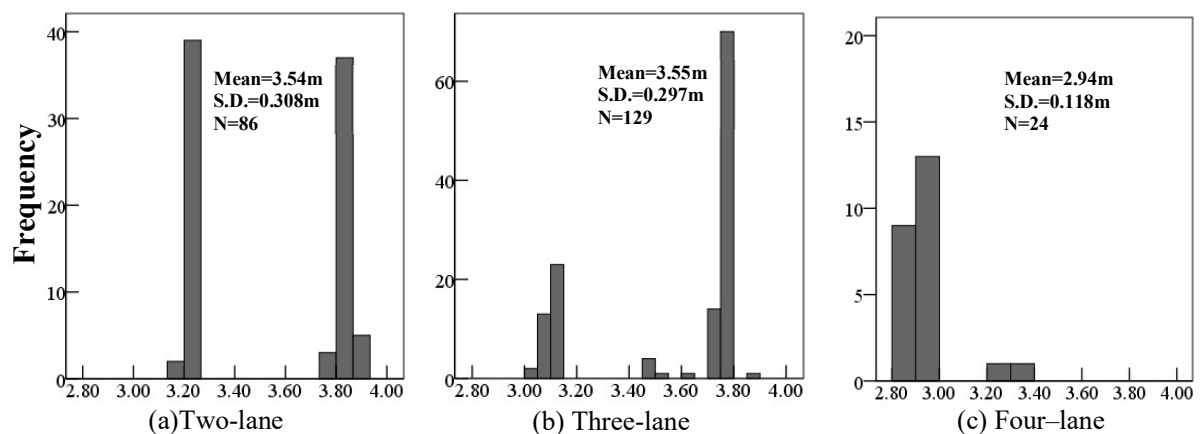 Frequency
40
30
20
10
0
2.80 3.00 3.20 3.40 3.60 3.80 4.00
Mean=3.54m
S.D.=0.308m
N=86
(a)Two-lane
60
40
20
0
2.80 3.00 3.20 3.40 3.60 3.80 4.00
Mean=3.55m
S.D.=0.297m
N=129
(b) Three-lane
20
15
10
5
0
2.80 3.00 3.20 3.40 3.60 3.80 4.00
Mean=2.94m
S.D.=0.118m
N=24
(c) Four–lane